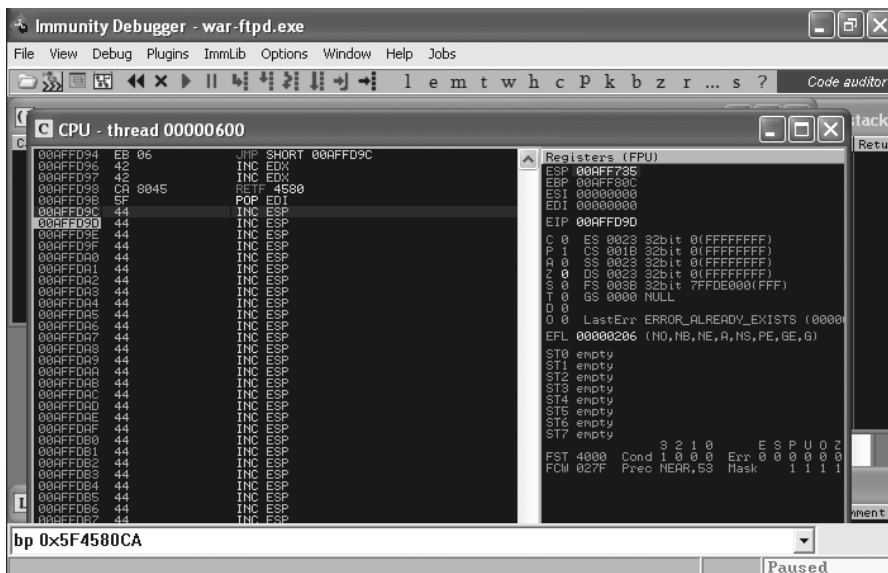 Immunity Debugger - war-ftpd.exe
File View Debug Plugins ImmLib Options Window Help Jobs
l e m t w h c P k b z r ... s ? Code auditor
CPU - thread 00000600
stack
Retu
00AFFD94 EB 06 JMP SHORT 00AFFD9C
00AFFD96 42 INC EDX
00AFFD97 42 INC EDX
00AFFD98 CA 8045 RETF 4580
00AFFD9B 5F POP EDI
00AFFD9C 44 INC ESP
00AFFD9D 44 INC ESP
00AFFD9E 44 INC ESP
00AFFD9F 44 INC ESP
00AFFDA0 44 INC ESP
00AFFDA1 44 INC ESP
00AFFDA2 44 INC ESP
00AFFDA3 44 INC ESP
00AFFDA4 44 INC ESP
00AFFDA5 44 INC ESP
00AFFDA6 44 INC ESP
00AFFDA7 44 INC ESP
00AFFDA8 44 INC ESP
00AFFDA9 44 INC ESP
00AFFDAA 44 INC ESP
00AFFDAB 44 INC ESP
00AFFDAC 44 INC ESP
00AFFDAD 44 INC ESP
00AFFDAE 44 INC ESP
00AFFDAF 44 INC ESP
00AFFDB0 44 INC ESP
00AFFDB1 44 INC ESP
00AFFDB2 44 INC ESP
00AFFDB3 44 INC ESP
00AFFDB4 44 INC ESP
00AFFDB5 44 INC ESP
00AFFDB6 44 INC ESP
00AFFDB7 44 INC ESP
Registers (FPU)
ESP 00AFF735
EBP 00AFF80C
ESI 00000000
EDI 00000000
EIP 00AFFD9D
C 0 ES 0023 32bit 0(FFFFFFFF)
P 1 CS 001B 32bit 0(FFFFFFFF)
A 0 SS 0023 32bit 0(FFFFFFFF)
Z 0 DS 0023 32bit 0(FFFFFFFF)
S 0 FS 003B 32bit 7FFDE000(FFF)
T 0 GS 0000 NULL
D 0
O 0 LastErr ERROR_ALREADY_EXISTS (0000
EFL 00000206 (NO,NB,NE,A,NS,PE,GE,G)
ST0 empty
ST1 empty
ST2 empty
ST3 empty
ST4 empty
ST5 empty
ST6 empty
ST7 empty
3 2 1 0 E S P U O Z
FST 4000 Cond 1 0 0 0 Err 0 0 0 0 0 0
FCW 027F Prec NEAR,53 Mask 1 1 1 1
mment
bp 0x5F4580CA
Paused